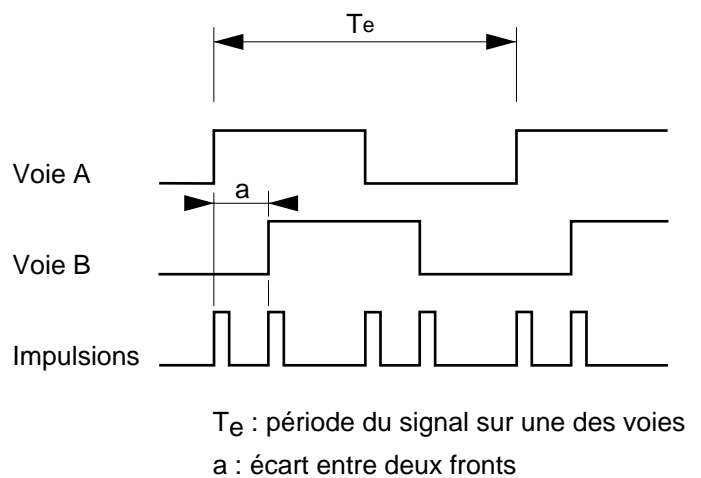 Te
Voie A
a
Voie B
Impulsions
Te : période du signal sur une des voies
a : écart entre deux fronts